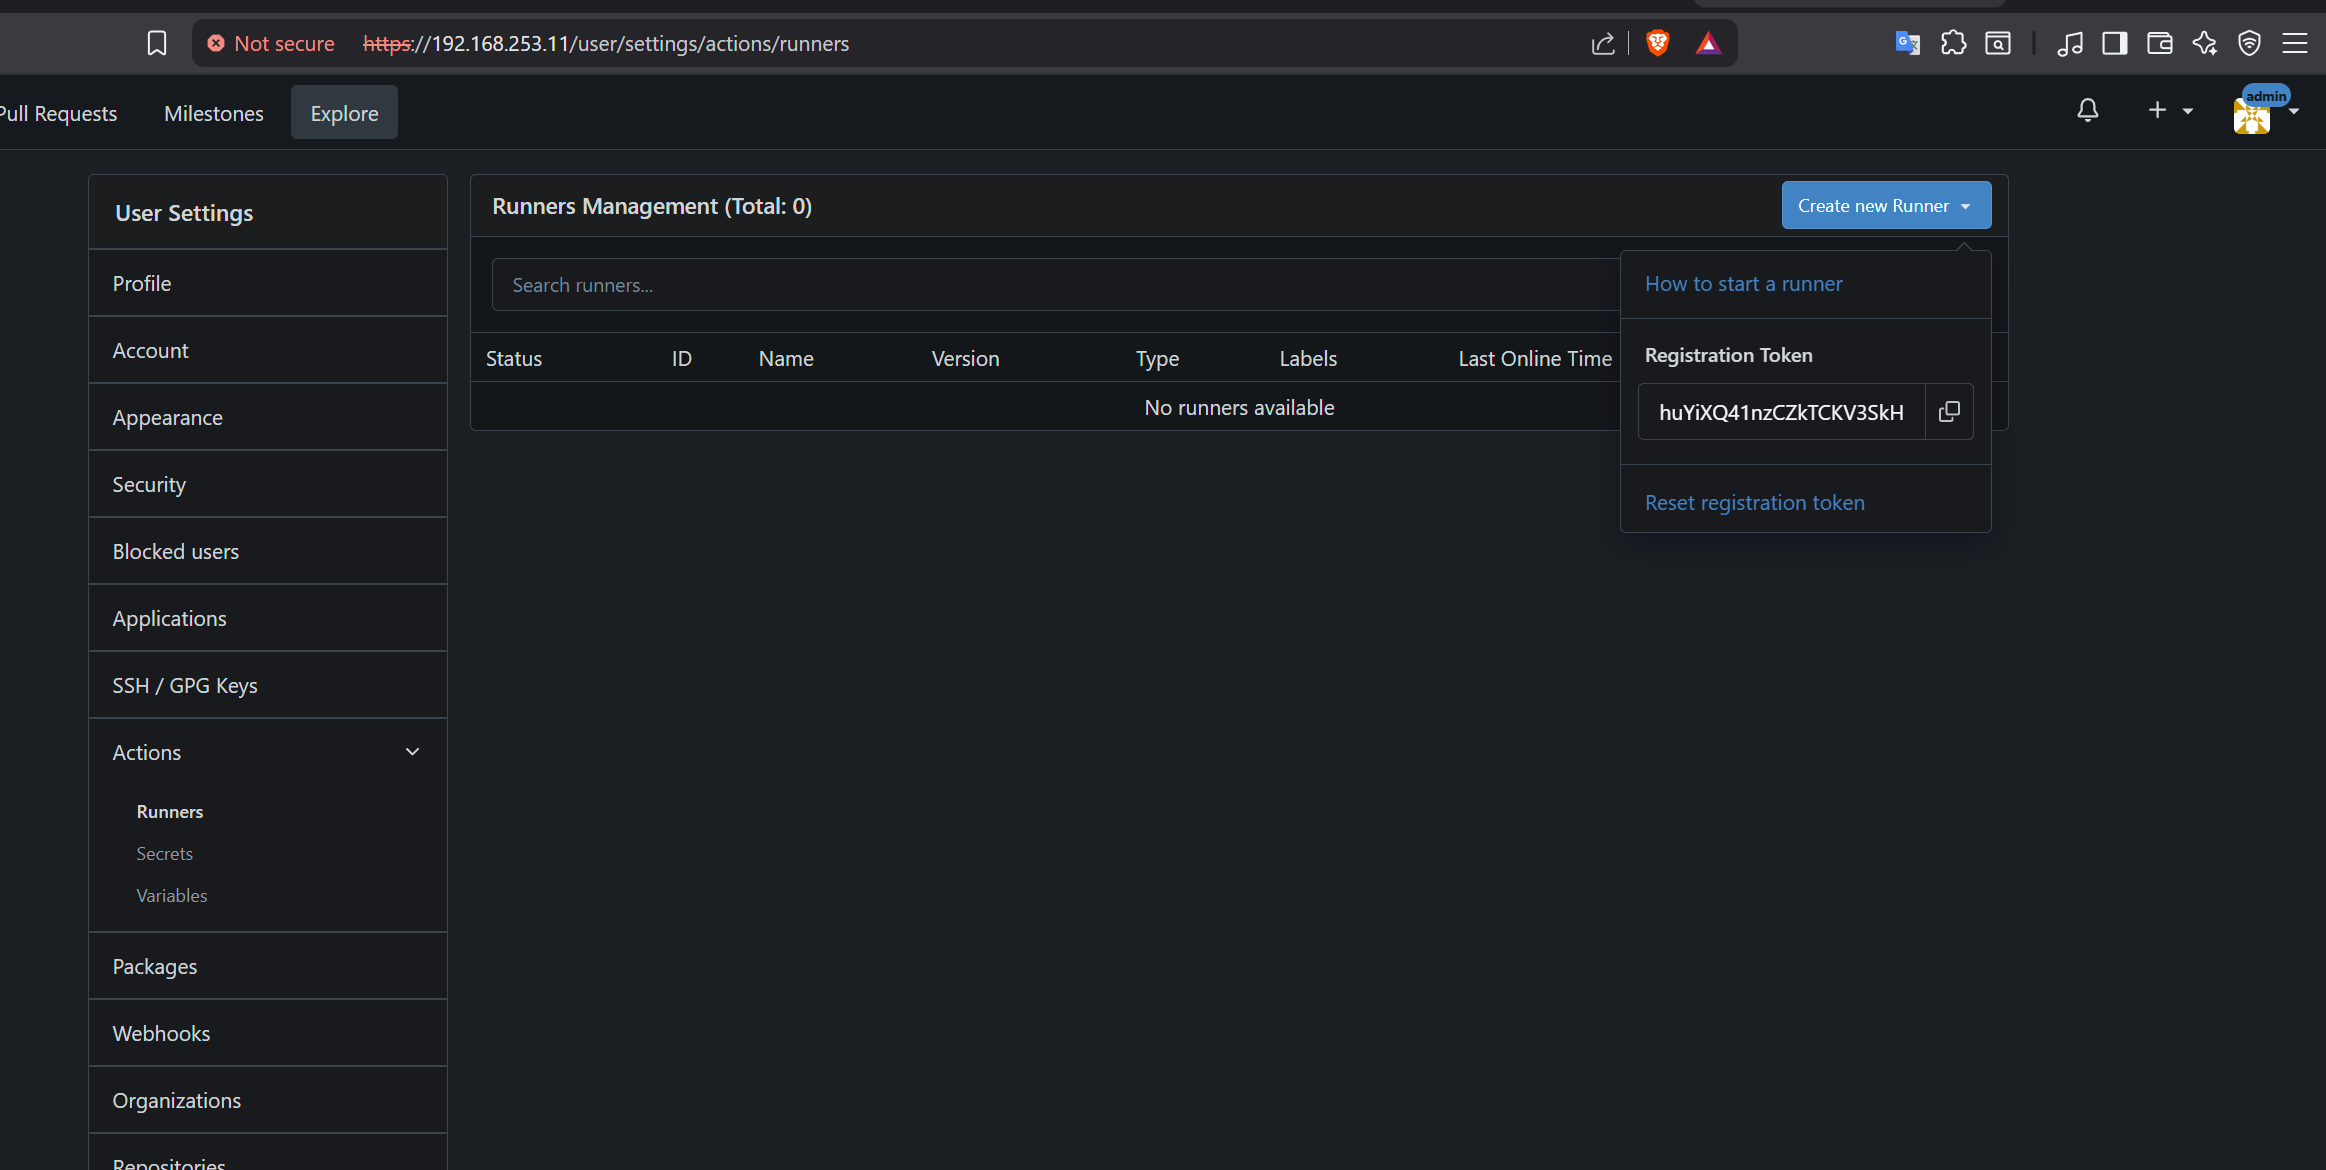 Not secure https://192.168.253.11/user/settings/actions/runners
Pull Requests Milestones Explore
admin
User Settings
Profile
Account
Appearance
Security
Blocked users
Applications
SSH / GPG Keys
Actions
Runners
Secrets
Variables
Packages
Webhooks
Organizations
Repositories
Runners Management (Total: 0)
Create new Runner
Search runners...
Status ID Name Version Type Labels Last Online Time
No runners available
How to start a runner
Registration Token
huYiXQ41nzCZkTCKV3SkH
Reset registration token